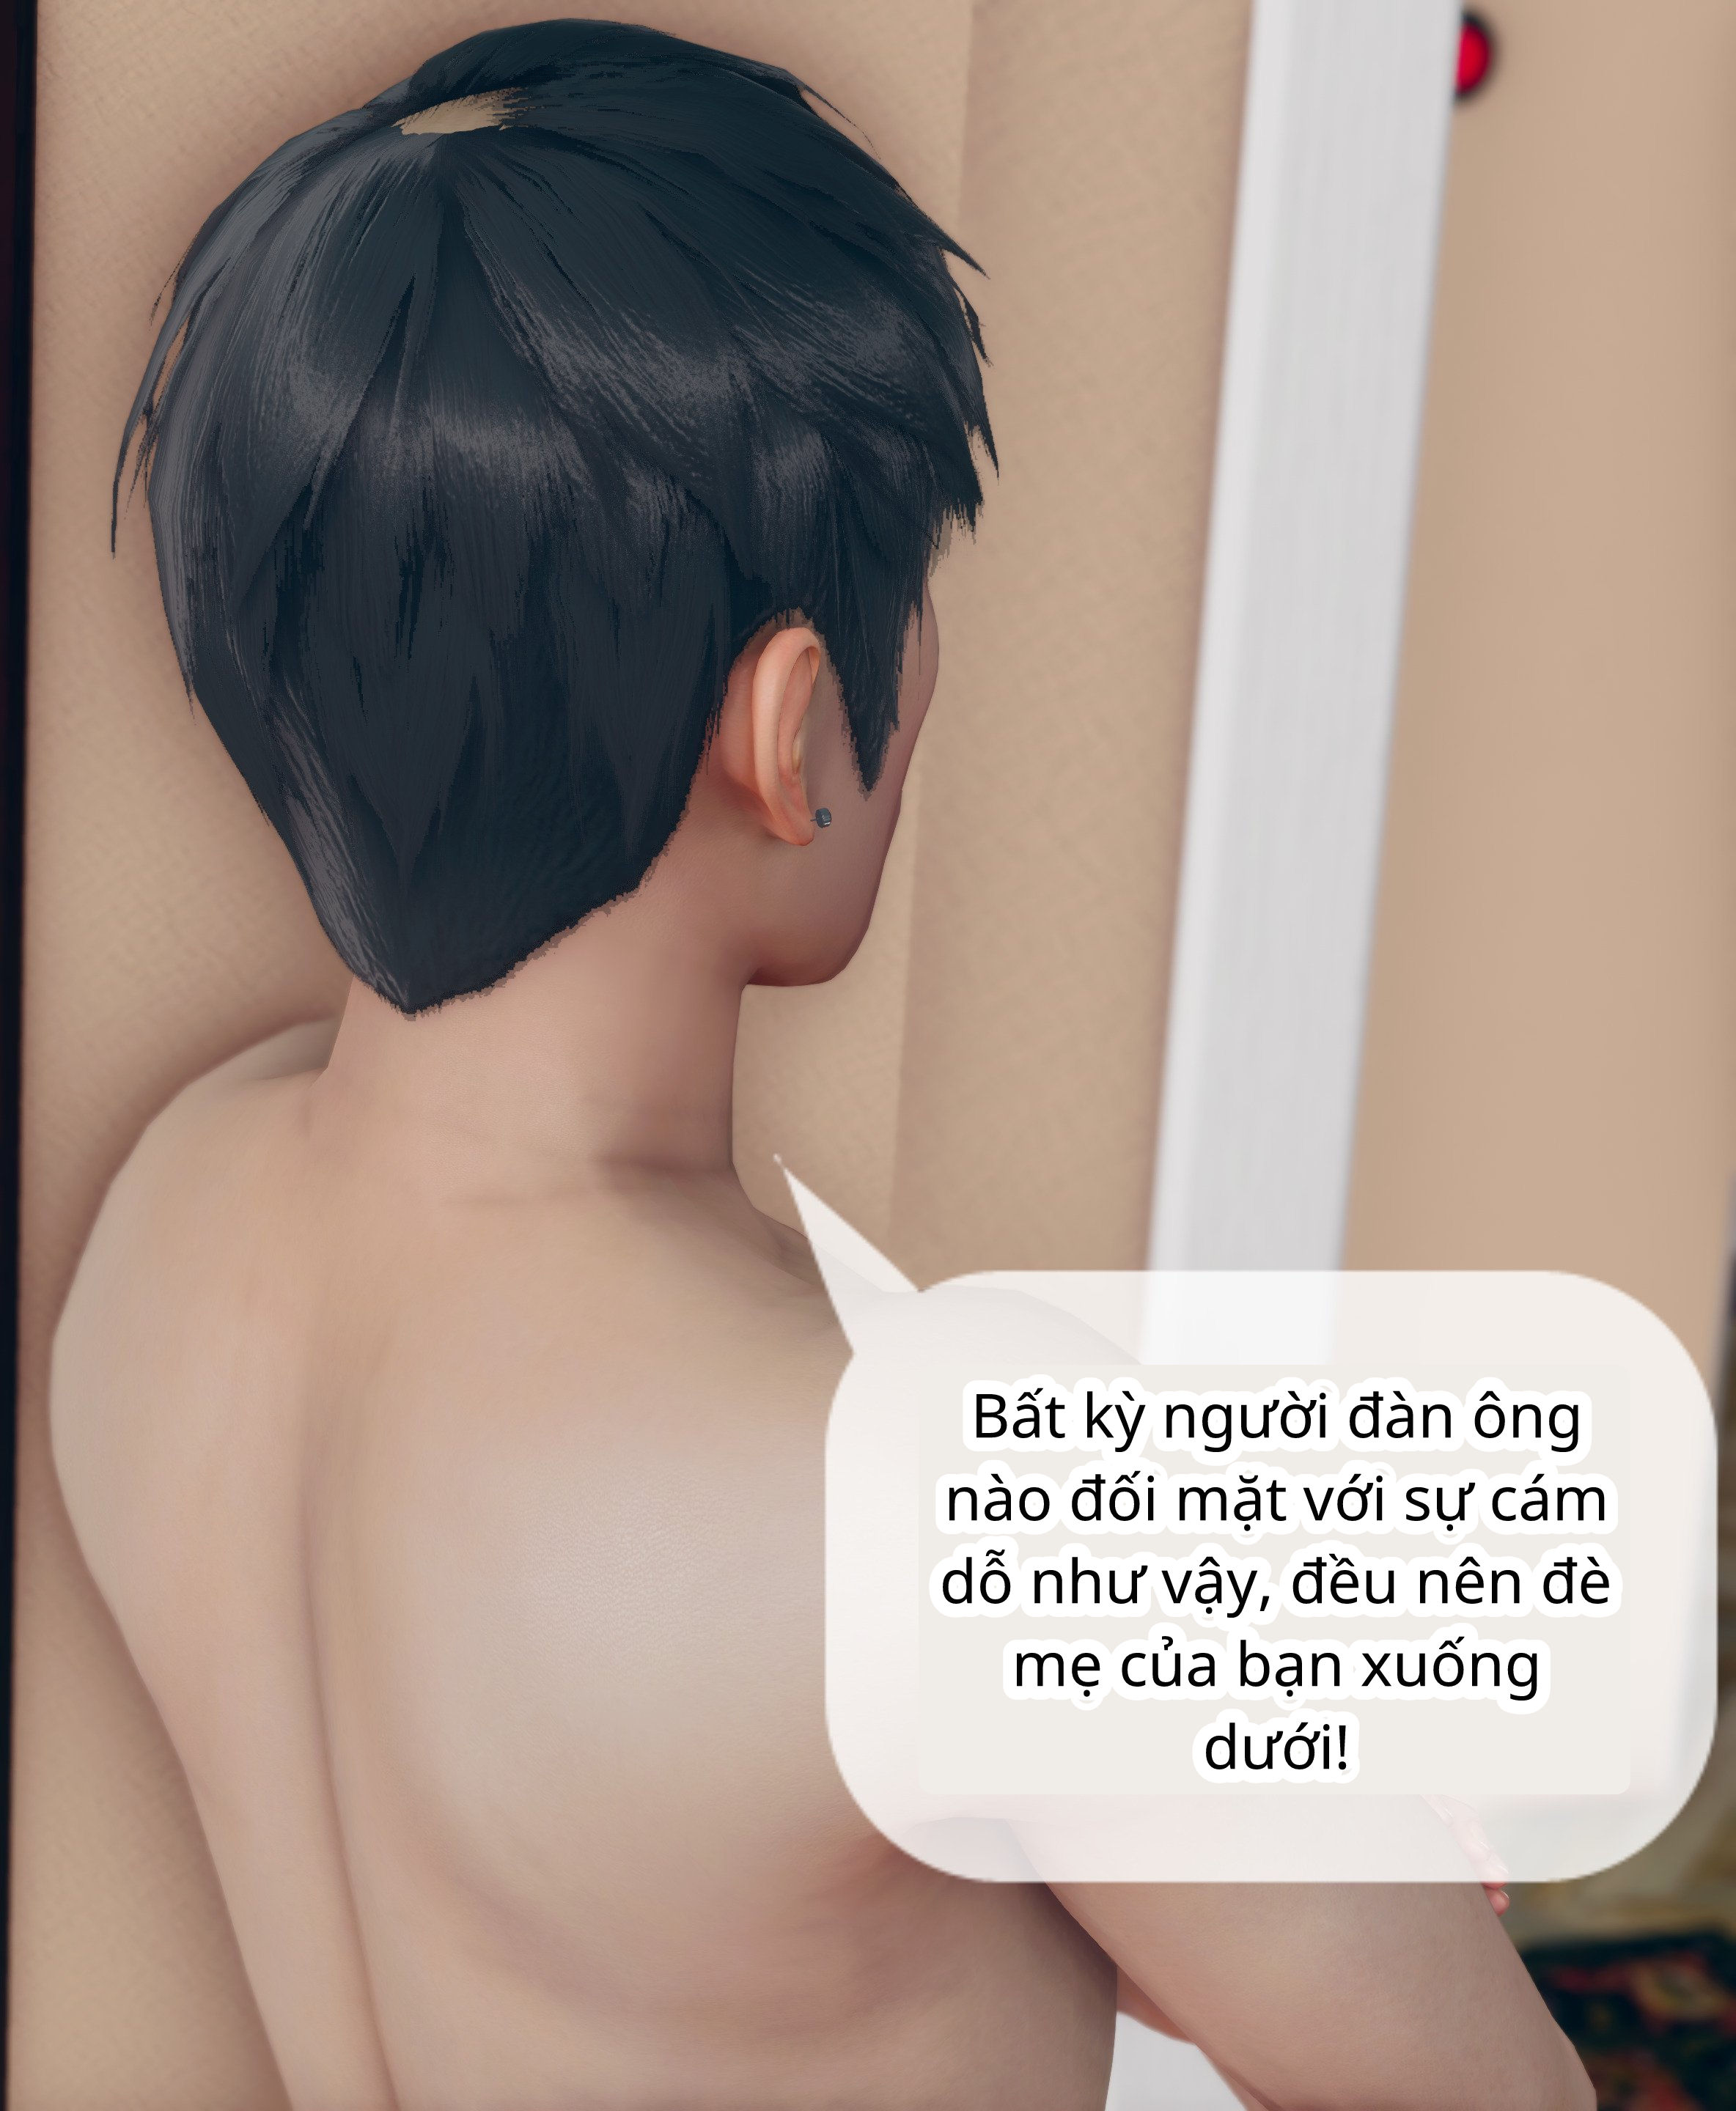 Bất kỳ người đàn ông
nào đối mặt với sự cám
dỗ như vậy, đều nên đè
mẹ của bạn xuống
dưới!